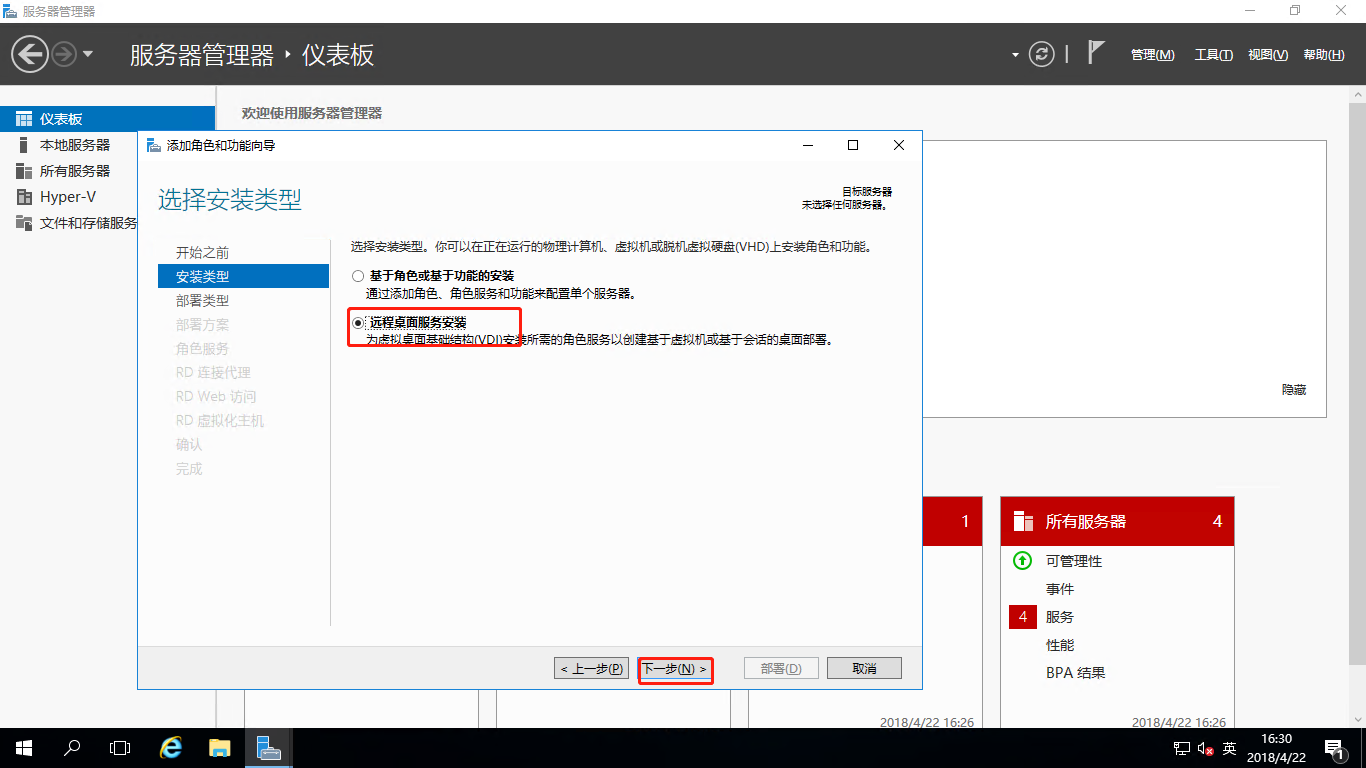 服务器管理器
服务器管理器 · 仪表板
管理(M) 工具(T) 视图(V) 帮助(H)
仪表板
本地服务器
所有服务器
Hyper-V
文件和存储服务
欢迎使用服务器管理器
添加角色和功能向导
选择安装类型
目标服务器
未选择任何服务器。
开始之前
安装类型
部署类型
部署方案
角色服务
RD 连接代理
RD Web 访问
RD 虚拟化主机
确认
完成
选择安装类型。你可以在正在运行的物理计算机、虚拟机或脱机虚拟硬盘(VHD)上安装角色和功能。
基于角色或基于功能的安装
通过添加角色、角色服务和功能来配置单个服务器。
远程桌面服务安装
为虚拟桌面基础结构(VDI)安装所需的角色服务以创建基于虚拟机或基于会话的桌面部署。
< 上一步(P) 下一步(N) > 部署(D) 取消
隐藏
1
所有服务器 4
可管理性
事件
4 服务
性能
BPA 结果
2018/4/22 16:26
2018/4/22 16:26
英
16:30
2018/4/22
1